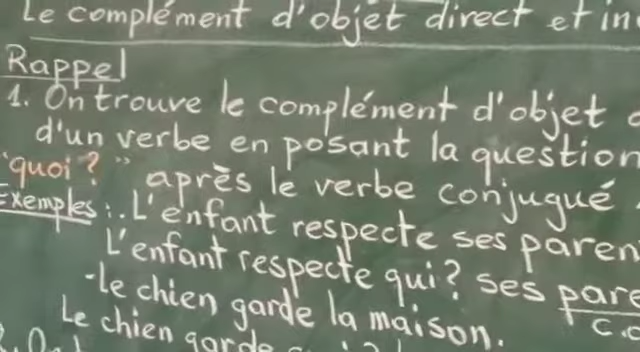 Le complément d'objet direct et in
Rappel
1. On trouve le complément d'objet
d'un verbe en posant la question
"quoi ? " après le verbe conjugué
Exemples :. L'enfant respecte ses paren
L'enfant respecte qui? ses pare
- le chien garde la maison. c.
Le chien garde